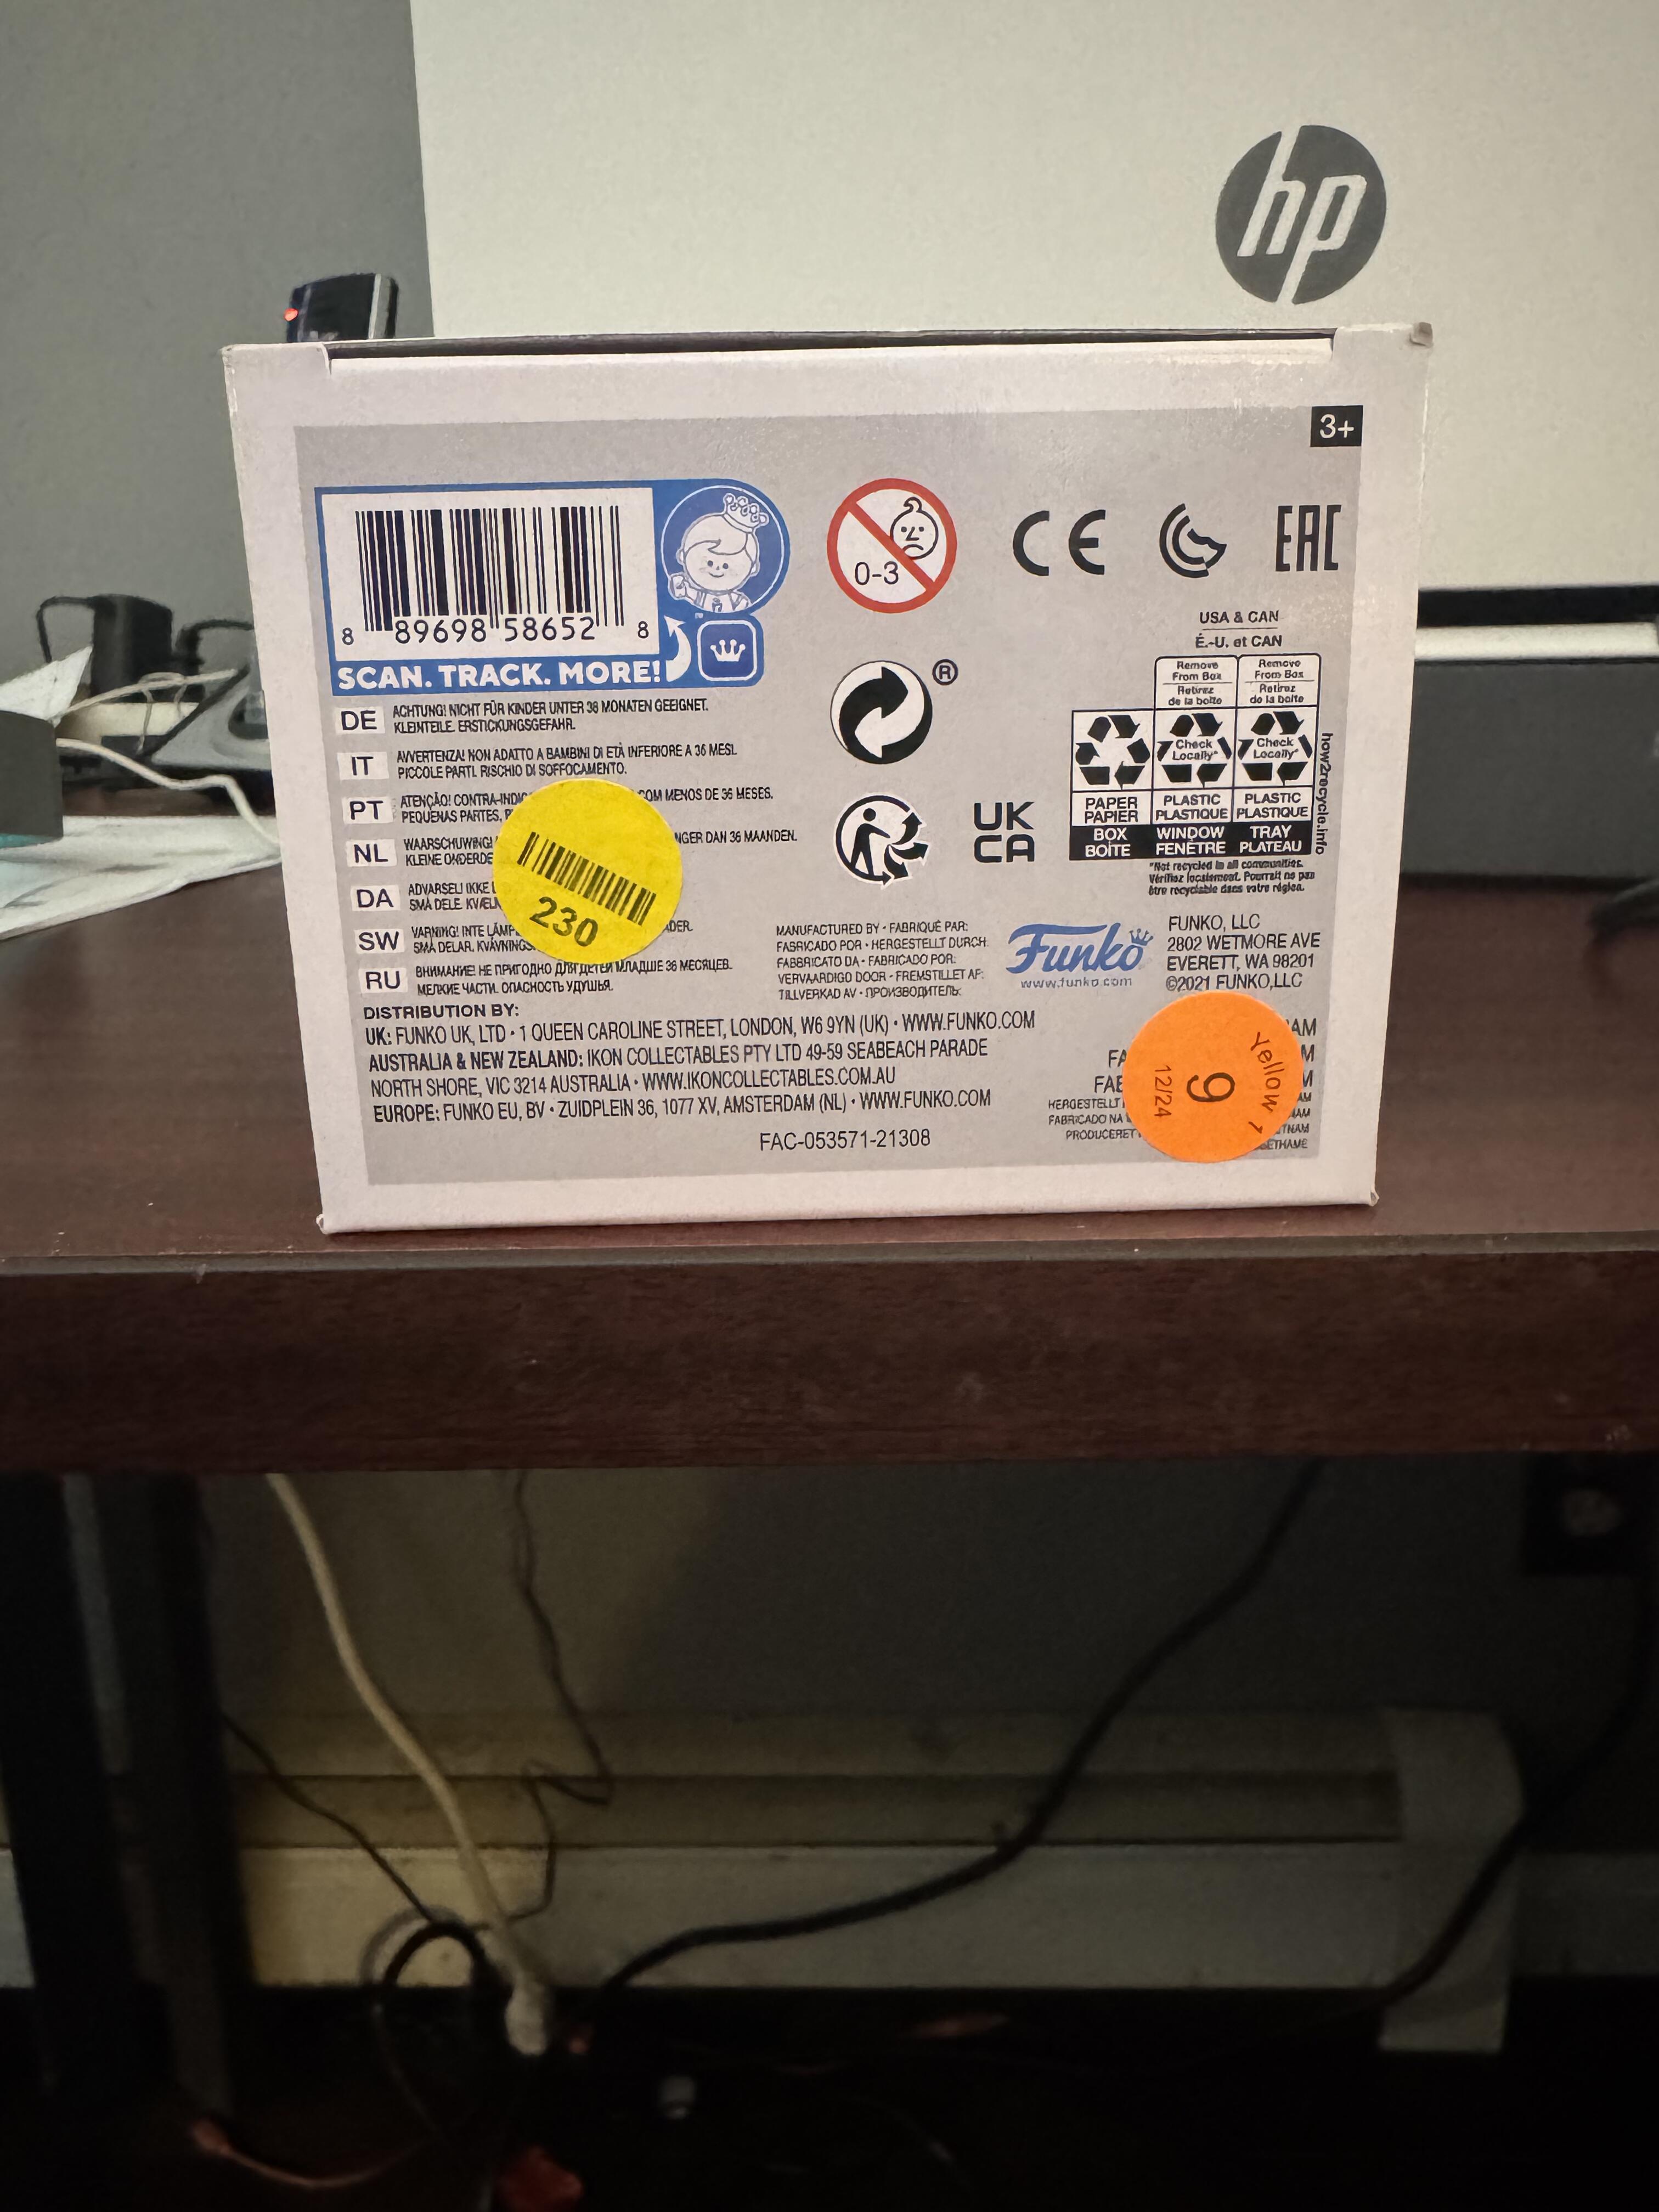 hp
3+
8 89698 58652 8
SCAN. TRACK. MORE!
™
0-3
CE
EAC
USA & CAN
É.-U. et CAN
Remove From Box
Retirez de la boîte
Remove From Box
Retirez de la boîte
Check Locally*
Check Locally*
PAPER
PAPIER
PLASTIC
PLASTIQUE
PLASTIC
PLASTIQUE
BOX
BOÎTE
WINDOW
FENÊTRE
TRAY
PLATEAU
how2recycle.info
*Not recycled in all communities.
Vérifiez localement. Pourrait ne pas
être recyclable dans votre région.
®
UK
CA
DE ACHTUNG! NICHT FÜR KINDER UNTER 36 MONATEN GEEIGNET.
KLEINTEILE. ERSTICKUNGSGEFAHR.
IT AVVERTENZA! NON ADATTO A BAMBINI DI ETÀ INFERIORE A 36 MESI.
PICCOLE PARTI. RISCHIO DI SOFFOCAMENTO.
PT ATENÇÃO! COM MENOS DE 36 MESES.
PEQUENAS PARTES,
NL WAARSCHUWING! DAN 36 MAANDEN.
KLEINE
DA ADVARSEL! IKKE
SMÅ DELE.
SW VARNING! INTE
SMÅ DELAR.
RU ВНИМАНИЕ! НЕ ПРИГОДНО ДЛЯ ДЕТЕЙ МЛАДШЕ 36 МЕСЯЦЕВ.
МЕЛКИЕ ЧАСТИ. ОПАСНОСТЬ УДУШЬЯ.
230
MANUFACTURED BY • FABRIQUÉ PAR:
FABRICADO POR • HERGESTELLT DURCH:
FABBRICATO DA • FABRICADO POR:
VERVAARDIGD DOOR • FREMSTILLET AF:
TILLVERKAD AV • ПРОИЗВОДИТЕЛЬ:
Funko
www.funko.com
FUNKO, LLC
2802 WETMORE AVE
EVERETT, WA 98201
©2021 FUNKO,LLC
DISTRIBUTION BY:
UK: FUNKO UK, LTD • 1 QUEEN CAROLINE STREET, LONDON, W6 9YN (UK) • WWW.FUNKO.COM
AUSTRALIA & NEW ZEALAND: IKON COLLECTABLES PTY LTD 49-59 SEABEACH PARADE
NORTH SHORE, VIC 3214 AUSTRALIA • WWW.IKONCOLLECTABLES.COM.AU
EUROPE: FUNKO EU, BV • ZUIDPLEIN 36, 1077 XV, AMSTERDAM (NL) • WWW.FUNKO.COM
FAC-053571-21308
HERGESTELLT
FABRICADO NA
PRODUCERET
Yellow 1
9
12/24